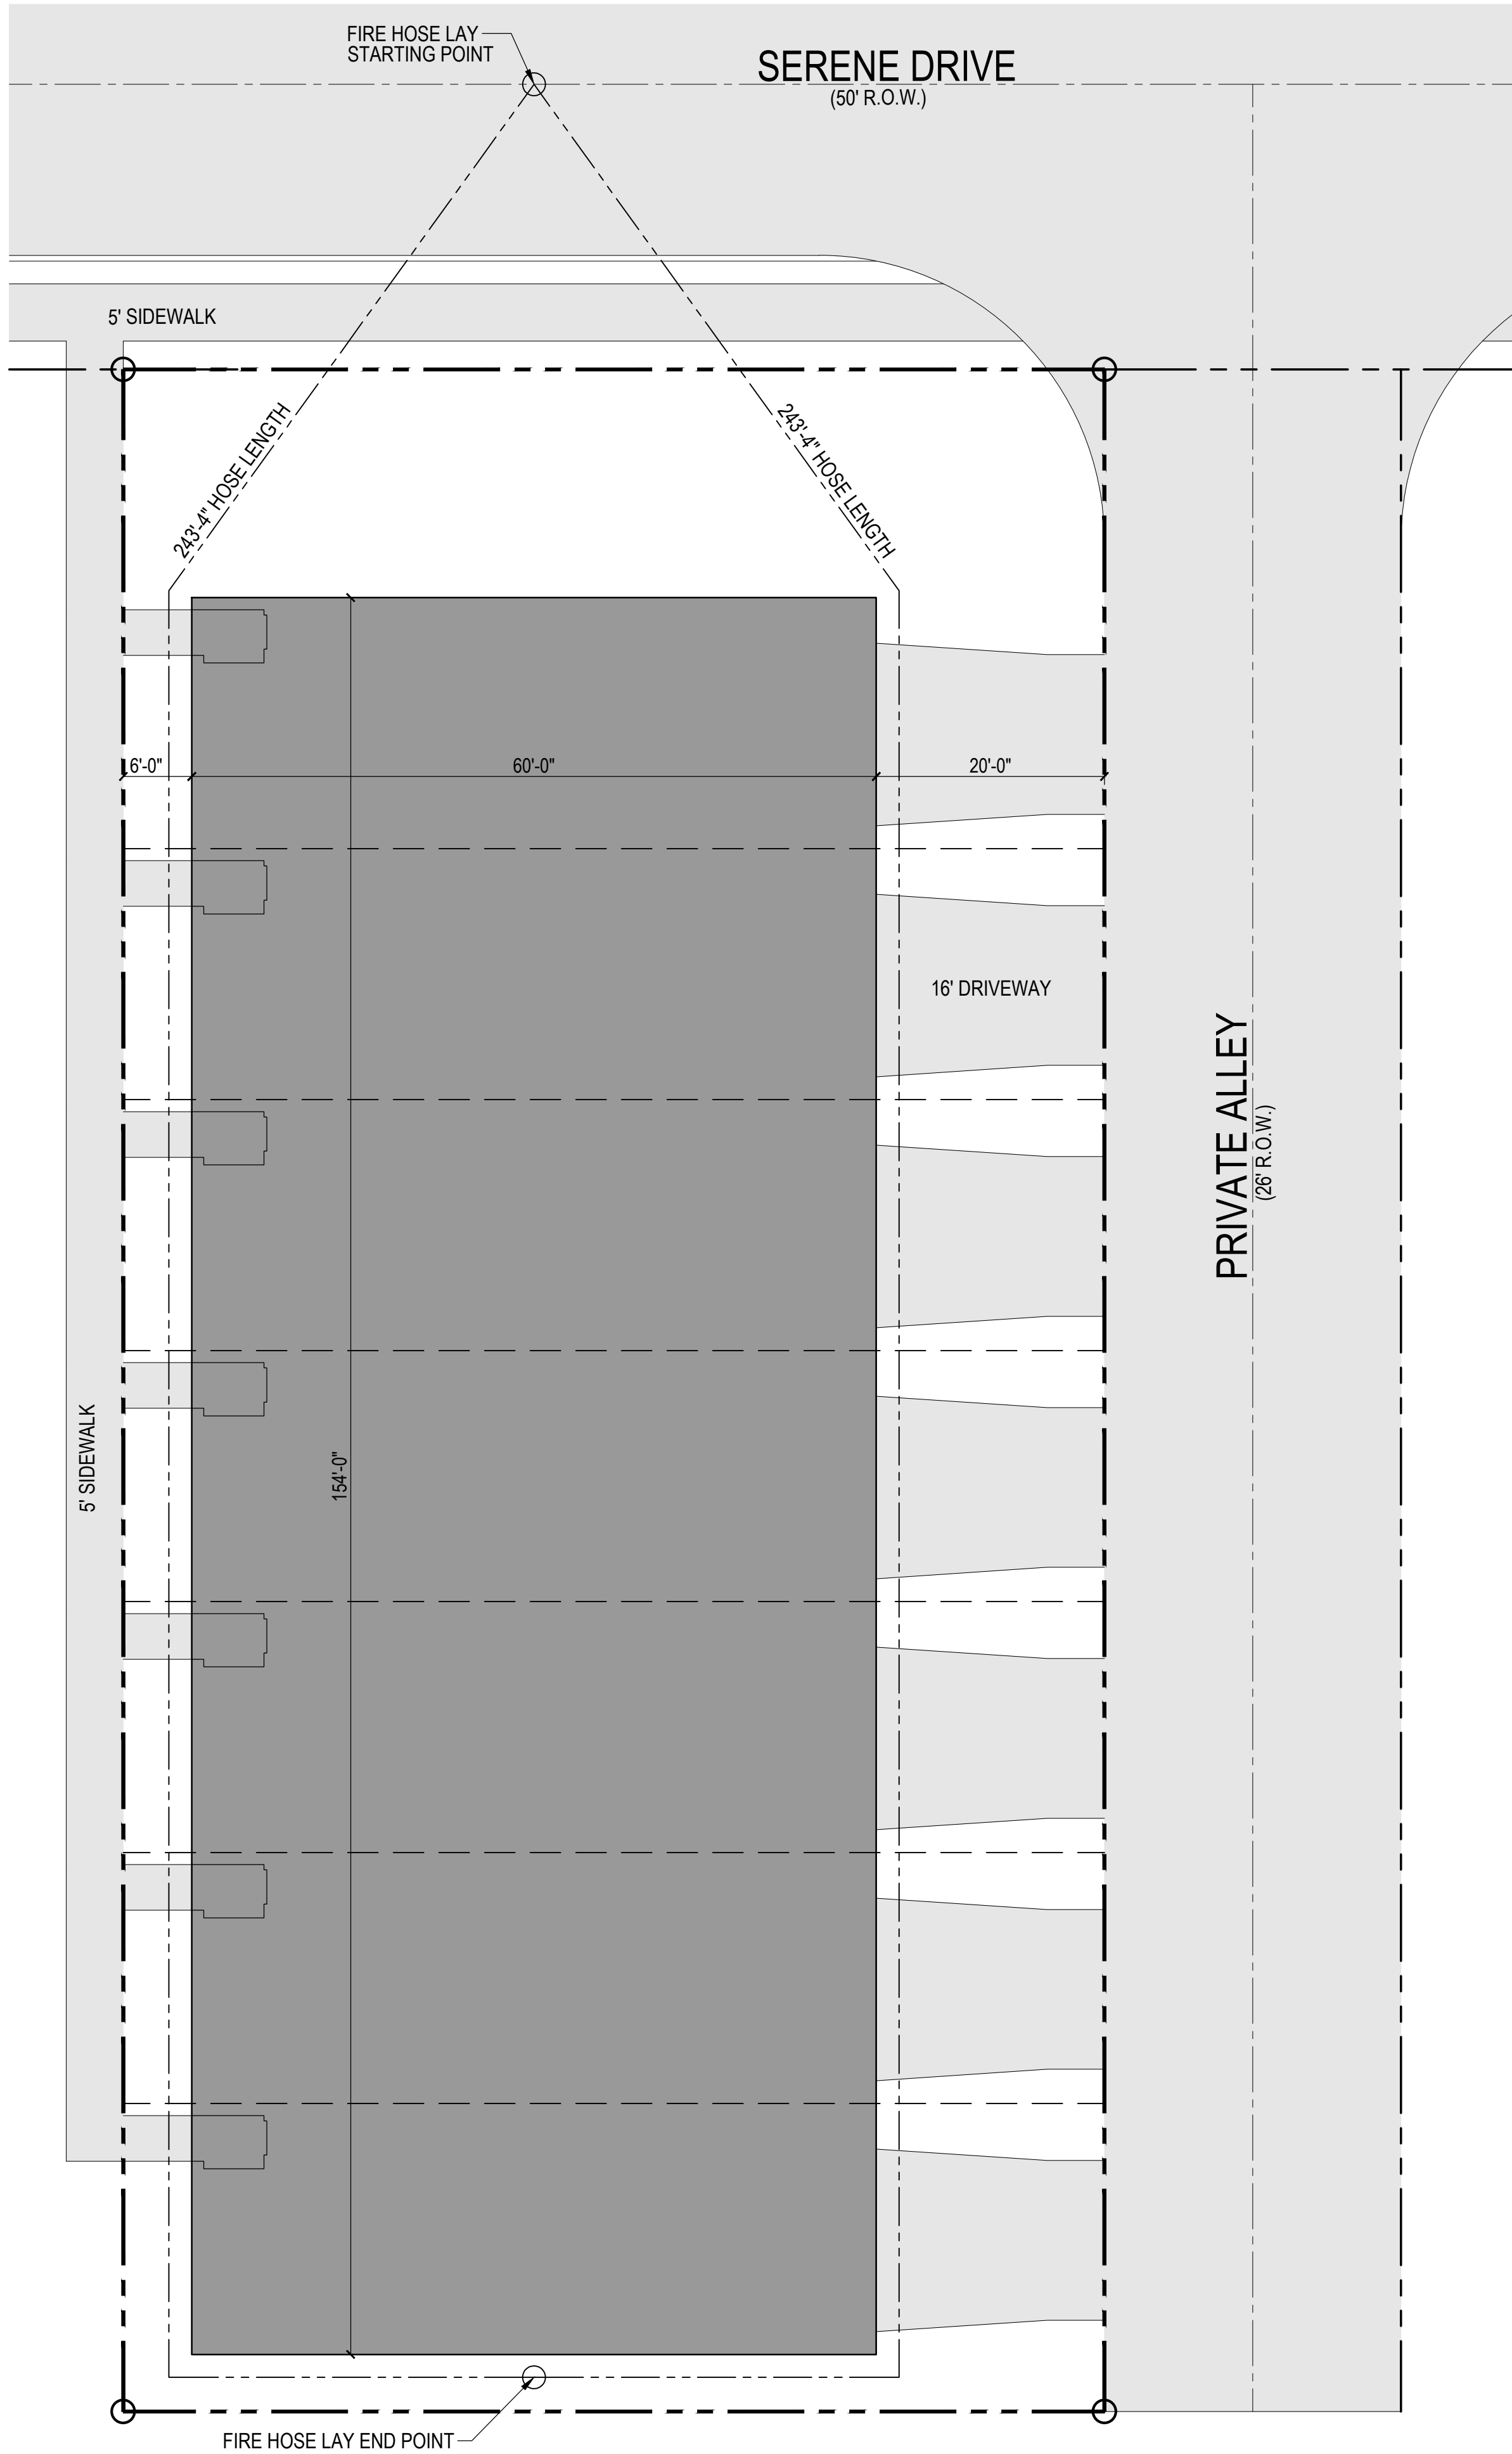 FIRE HOSE LAY
STARTING POINT
SERENE DRIVE
(50' R.O.W.)
5' SIDEWALK
243'-4" HOSE LENGTH
243'-4" HOSE LENGTH
6'-0"
60'-0"
20'-0"
16' DRIVEWAY
PRIVATE ALLEY
(26' R.O.W.)
5' SIDEWALK
154'-0"
FIRE HOSE LAY END POINT